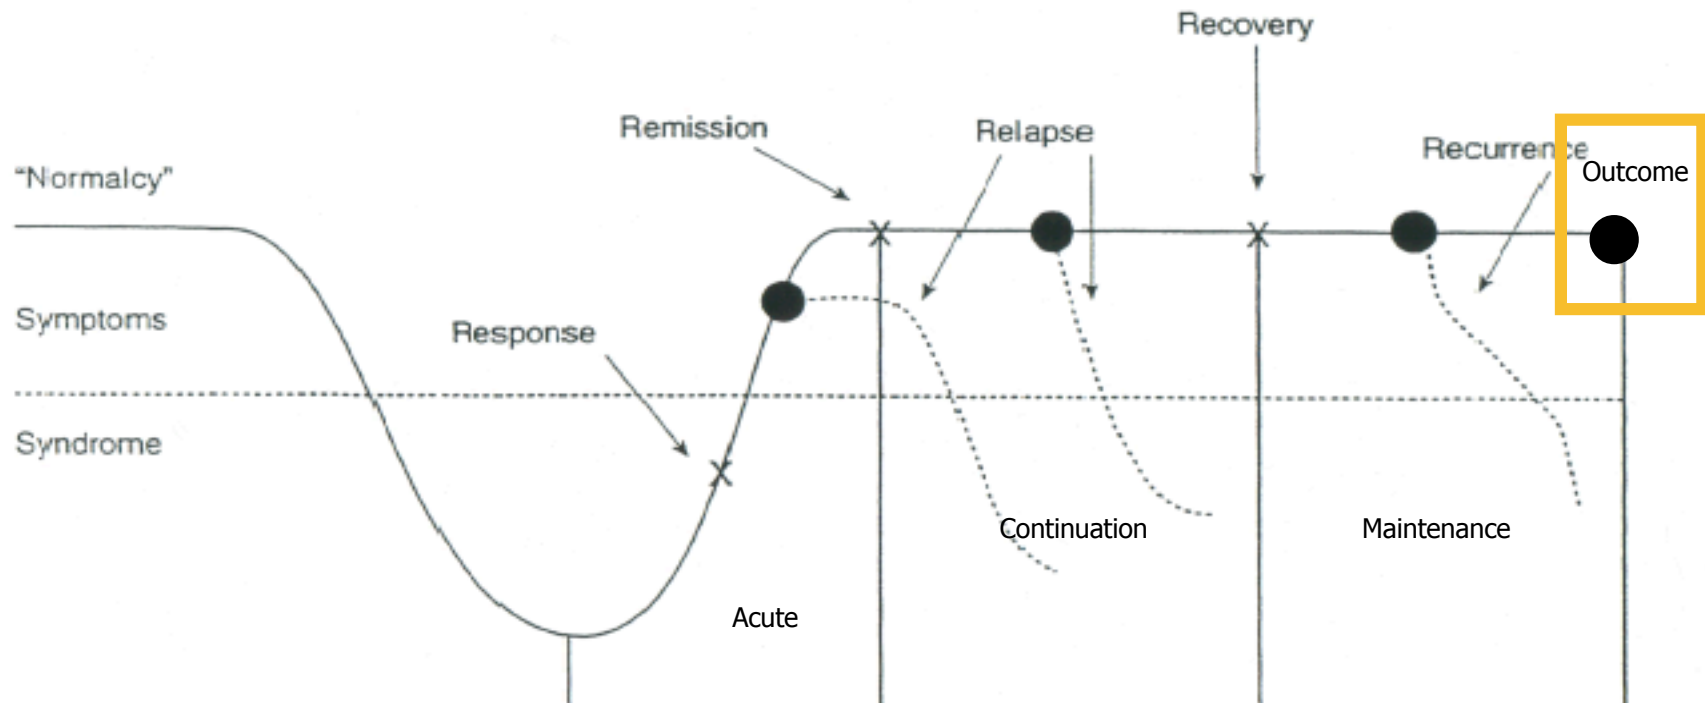 Recovery
Remission
Relapse
Recurrence
Outcome
“Normalcy”
Symptoms
Response
Syndrome
Continuation
Maintenance
Acute
X
X
X